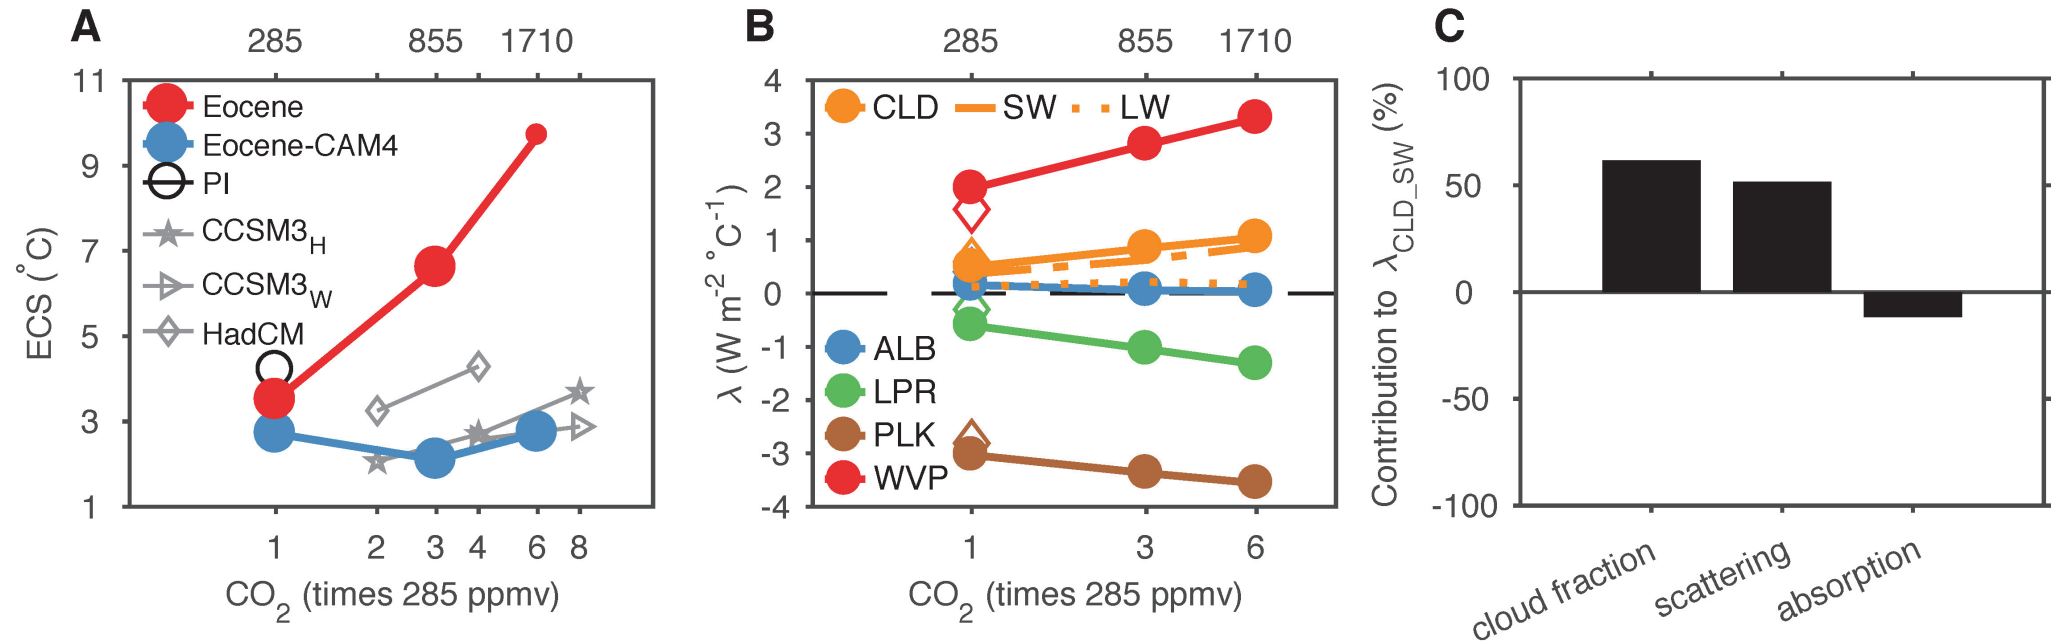 A
285 855 1710
11
9
7
5
3
1
ECS (°C)
Eocene
Eocene-CAM4
PI
CCSM3H
CCSM3W
HadCM
1 2 3 4 6 8
CO2 (times 285 ppmv)
B
285 855 1710
4
3
2
1
0
-1
-2
-3
-4
λ (W m-2 °C-1)
CLD SW LW
ALB
LPR
PLK
WVP
1 3 6
CO2 (times 285 ppmv)
C
100
50
0
-50
-100
Contribution to λCLD_SW (%)
cloud fraction
scattering
absorption